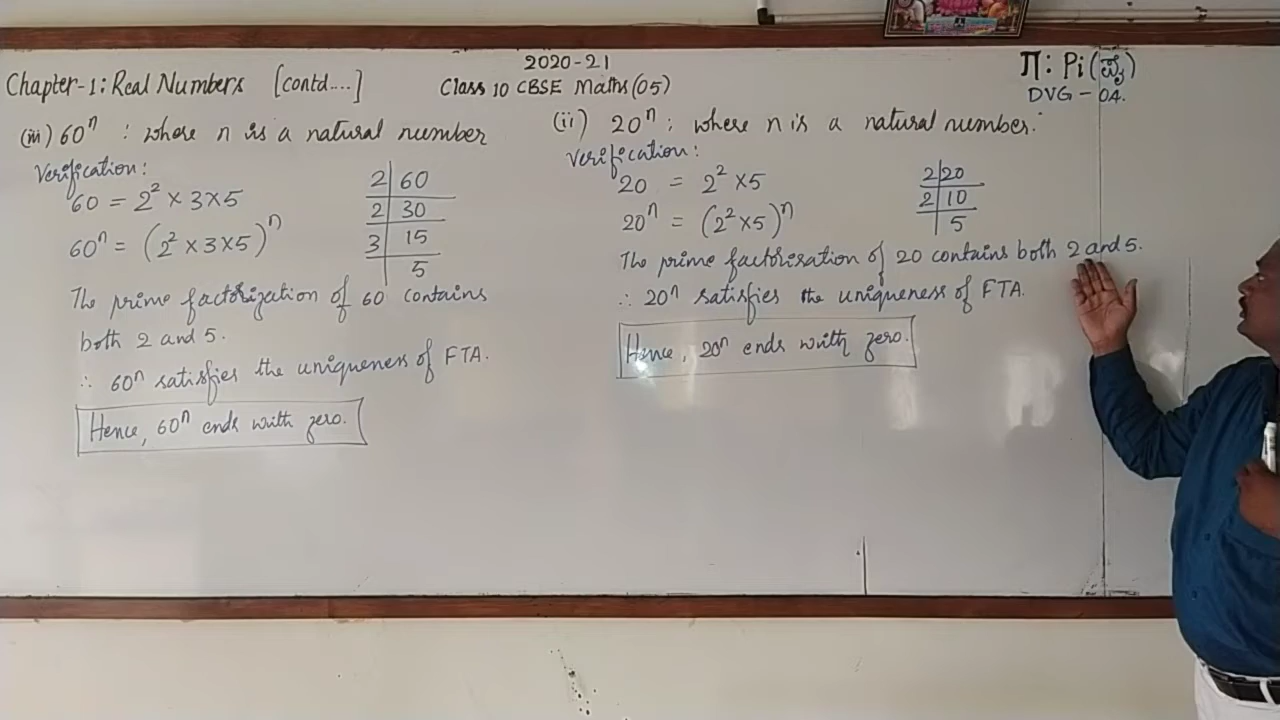 2020-21
Chapter-1: Real Numbers [contd....]
Class 10 CBSE Maths (05)
π: Pi (ಪೈ)
DVG - 04.
(iii) 60ⁿ : where n is a natural number
Verification:
60 = 2² × 3 × 5
60ⁿ = (2² × 3 × 5)ⁿ
2 | 60
2 | 30
3 | 15
5
The prime factorization of 60 contains
both 2 and 5.
∴ 60ⁿ satisfies the uniqueness of FTA.
Hence, 60ⁿ ends with zero.
(ii) 20ⁿ : where n is a natural number.
Verification:
20 = 2² × 5
20ⁿ = (2² × 5)ⁿ
2 | 20
2 | 10
5
The prime factorisation of 20 contains both 2 and 5.
∴ 20ⁿ satisfies the uniqueness of FTA.
Hence, 20ⁿ ends with zero.